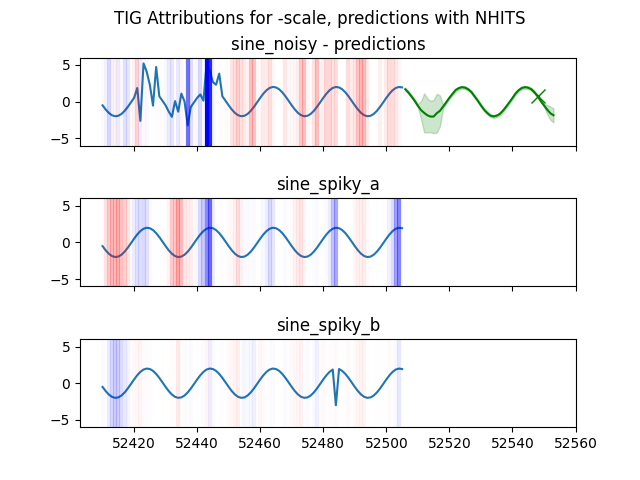 TIG Attributions for -scale, predictions with NHITS
sine_noisy - predictions
5
0
−5
sine_spiky_a
5
0
−5
sine_spiky_b
5
0
−5
52420 52440 52460 52480 52500 52520 52540 52560